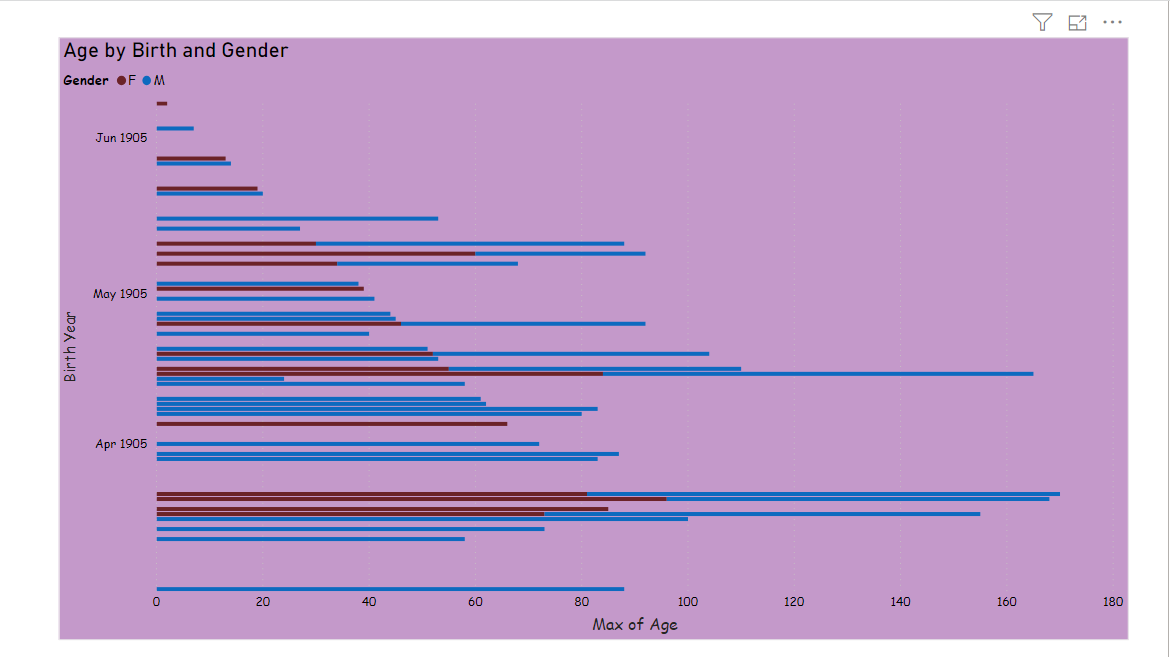 Age by Birth and Gender
Gender F M
Jun 1905
May 1905
Apr 1905
Birth Year
0 20 40 60 80 100 120 140 160 180
Max of Age